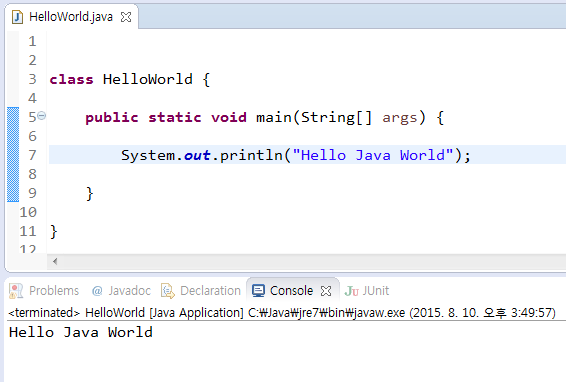 HelloWorld.java
1
2
3 class HelloWorld {
4
5 public static void main(String[] args) {
6
7 System.out.println("Hello Java World");
8
9 }
10
11 }
12
Problems @ Javadoc Declaration Console JUnit
<terminated> HelloWorld [Java Application] C:₩Java₩jre7₩bin₩javaw.exe (2015. 8. 10. 오후 3:49:57)
Hello Java World